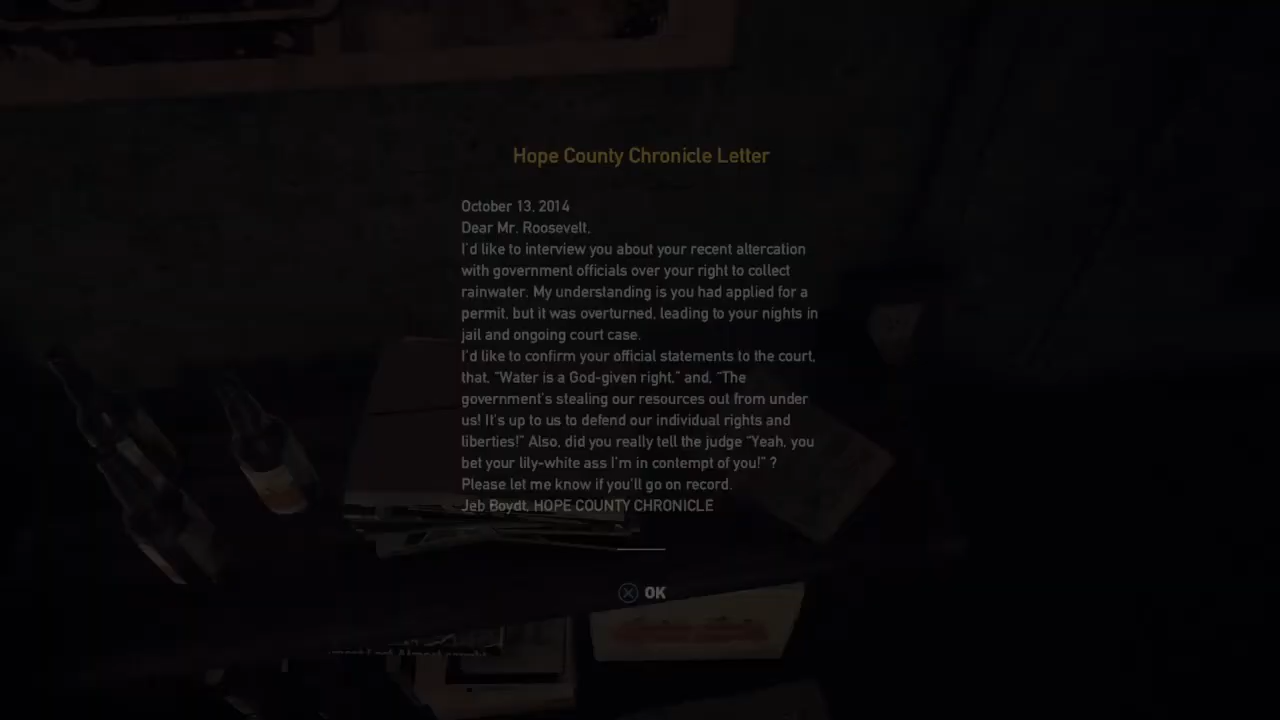 Hope County Chronicle Letter
October 13, 2014
Dear Mr. Roosevelt,
I'd like to interview you about your recent altercation
with government officials over your right to collect
rainwater. My understanding is you had applied for a
permit, but it was overturned, leading to your nights in
jail and ongoing court case.
I'd like to confirm your official statements to the court,
that, "Water is a God-given right," and, "The
government's stealing our resources out from under
us! It's up to us to defend our individual rights and
liberties!" Also, did you really tell the judge "Yeah, you
bet your lily-white ass I'm in contempt of you!" ?
Please let me know if you'll go on record.
Jeb Boydt, HOPE COUNTY CHRONICLE
OK